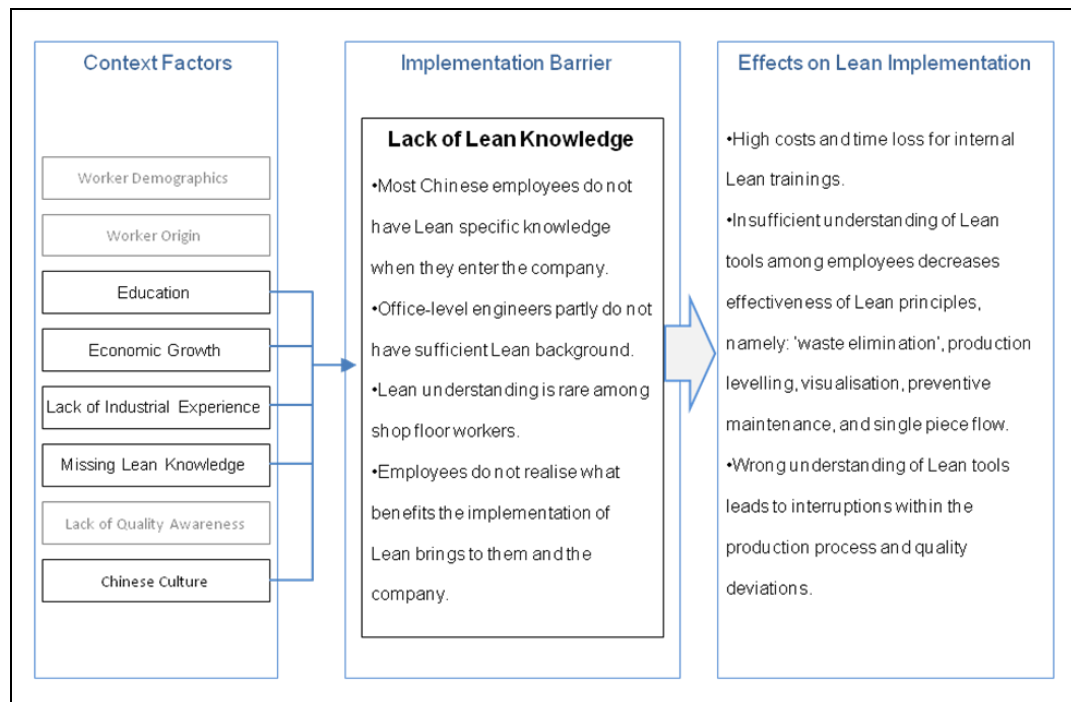 Context Factors
Worker Demographics
Worker Origin
Education
Economic Growth
Lack of Industrial Experience
Missing Lean Knowledge
Lack of Quality Awareness
Chinese Culture
Implementation Barrier
Lack of Lean Knowledge
•Most Chinese employees do not
have Lean specific knowledge
when they enter the company.
•Office-level engineers partly do not
have sufficient Lean background.
•Lean understanding is rare among
shop floor workers.
•Employees do not realise what
benefits the implementation of
Lean brings to them and the
company.
Effects on Lean Implementation
•High costs and time loss for internal
Lean trainings.
•Insufficient understanding of Lean
tools among employees decreases
effectiveness of Lean principles,
namely: 'waste elimination', production
levelling, visualisation, preventive
maintenance, and single piece flow.
•Wrong understanding of Lean tools
leads to interruptions within the
production process and quality
deviations.